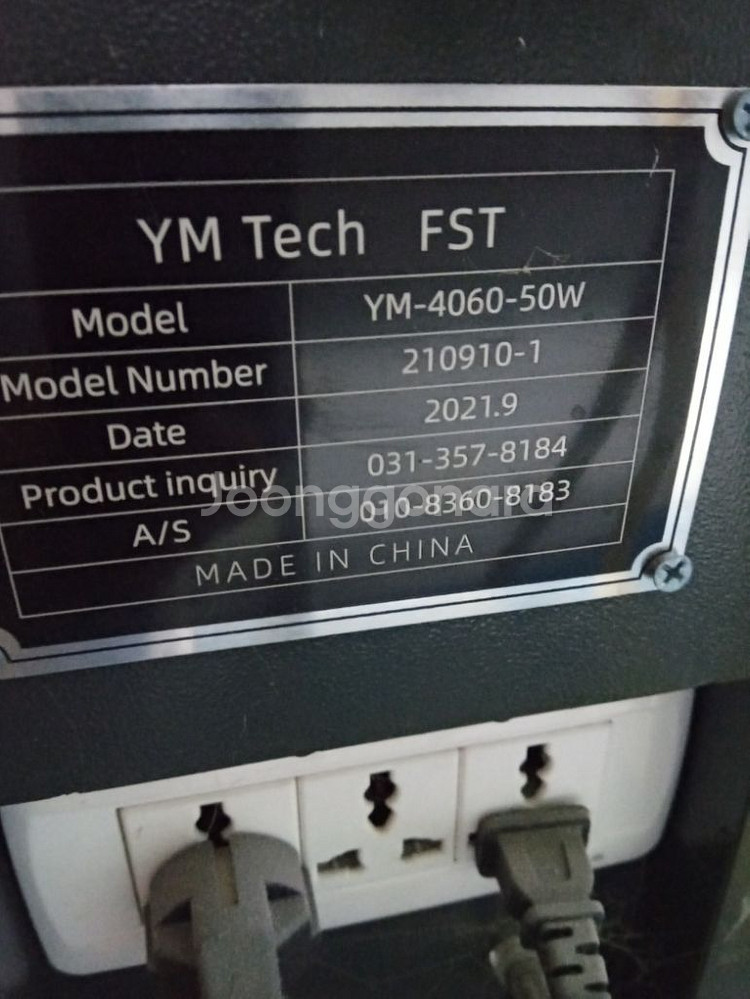 YM Tech FST
Model YM-4060-50W
Model Number 210910-1
Date 2021.9
Product inquiry 031-357-8184
A/S 010-8360-8183
MADE IN CHINA
Joonggonara